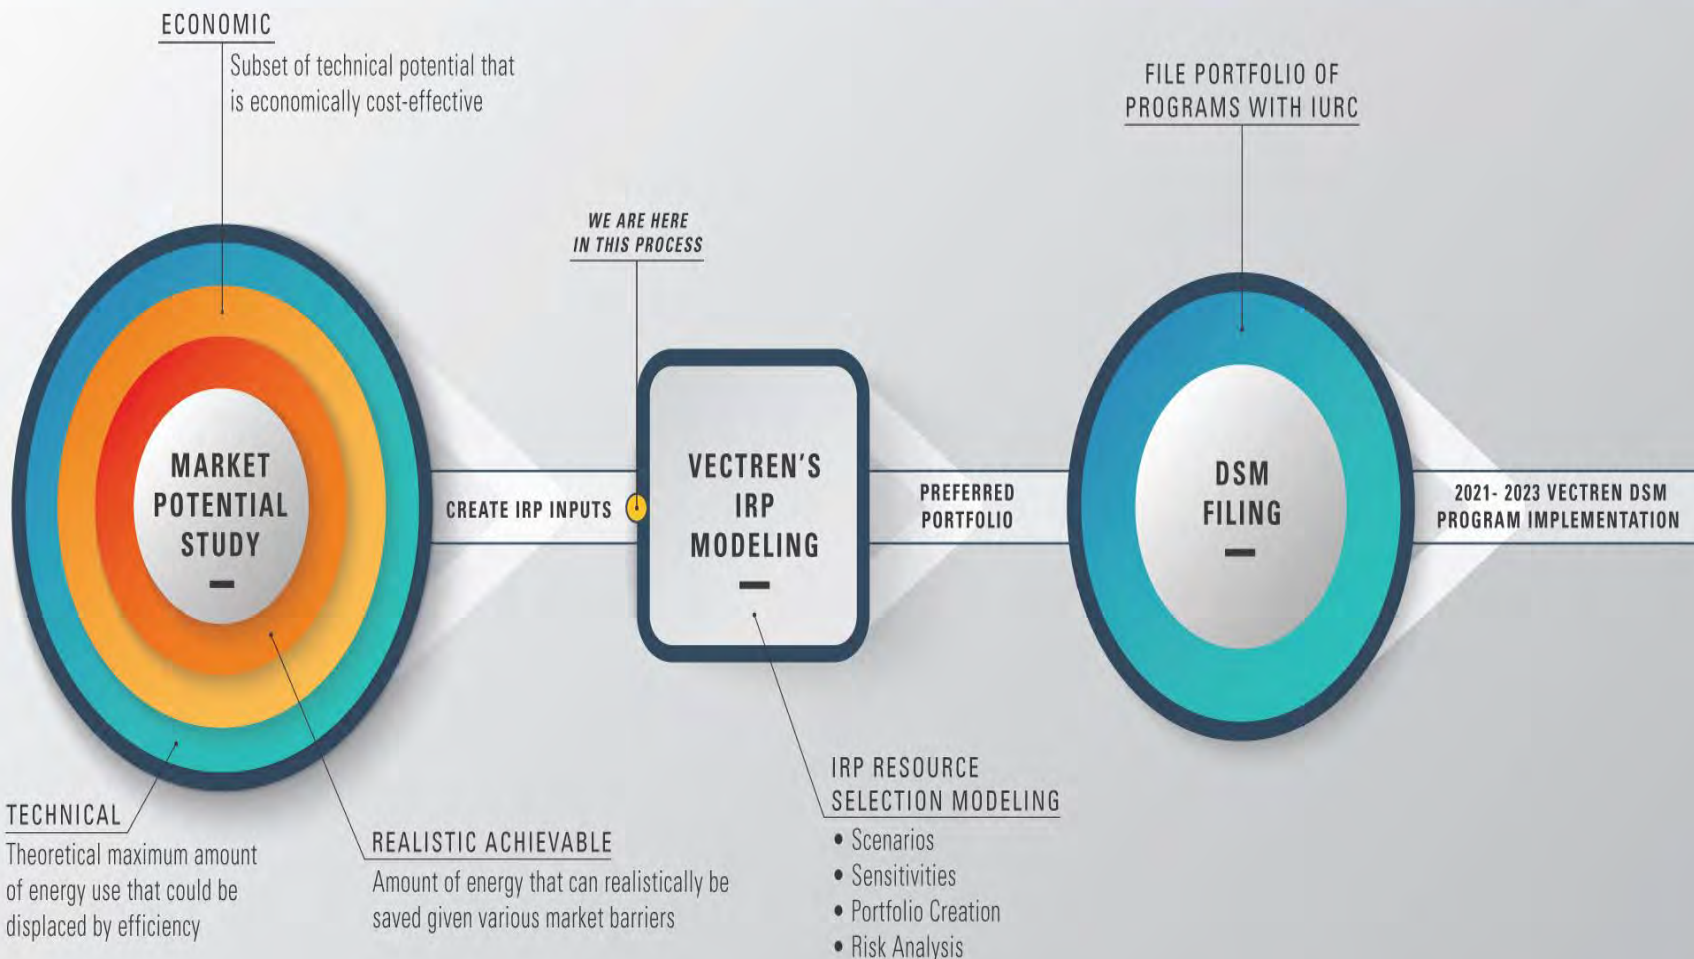 ECONOMIC
Subset of technical potential that
is economically cost-effective
FILE PORTFOLIO OF
PROGRAMS WITH IURC
WE ARE HERE
IN THIS PROCESS
MARKET
POTENTIAL
STUDY
CREATE IRP INPUTS
VECTREN'S
IRP
MODELING
PREFERRED
PORTFOLIO
DSM
FILING
2021- 2023 VECTREN DSM
PROGRAM IMPLEMENTATION
TECHNICAL
Theoretical maximum amount
of energy use that could be
displaced by efficiency
REALISTIC ACHIEVABLE
Amount of energy that can realistically be
saved given various market barriers
IRP RESOURCE
SELECTION MODELING
• Scenarios
• Sensitivities
• Portfolio Creation
• Risk Analysis